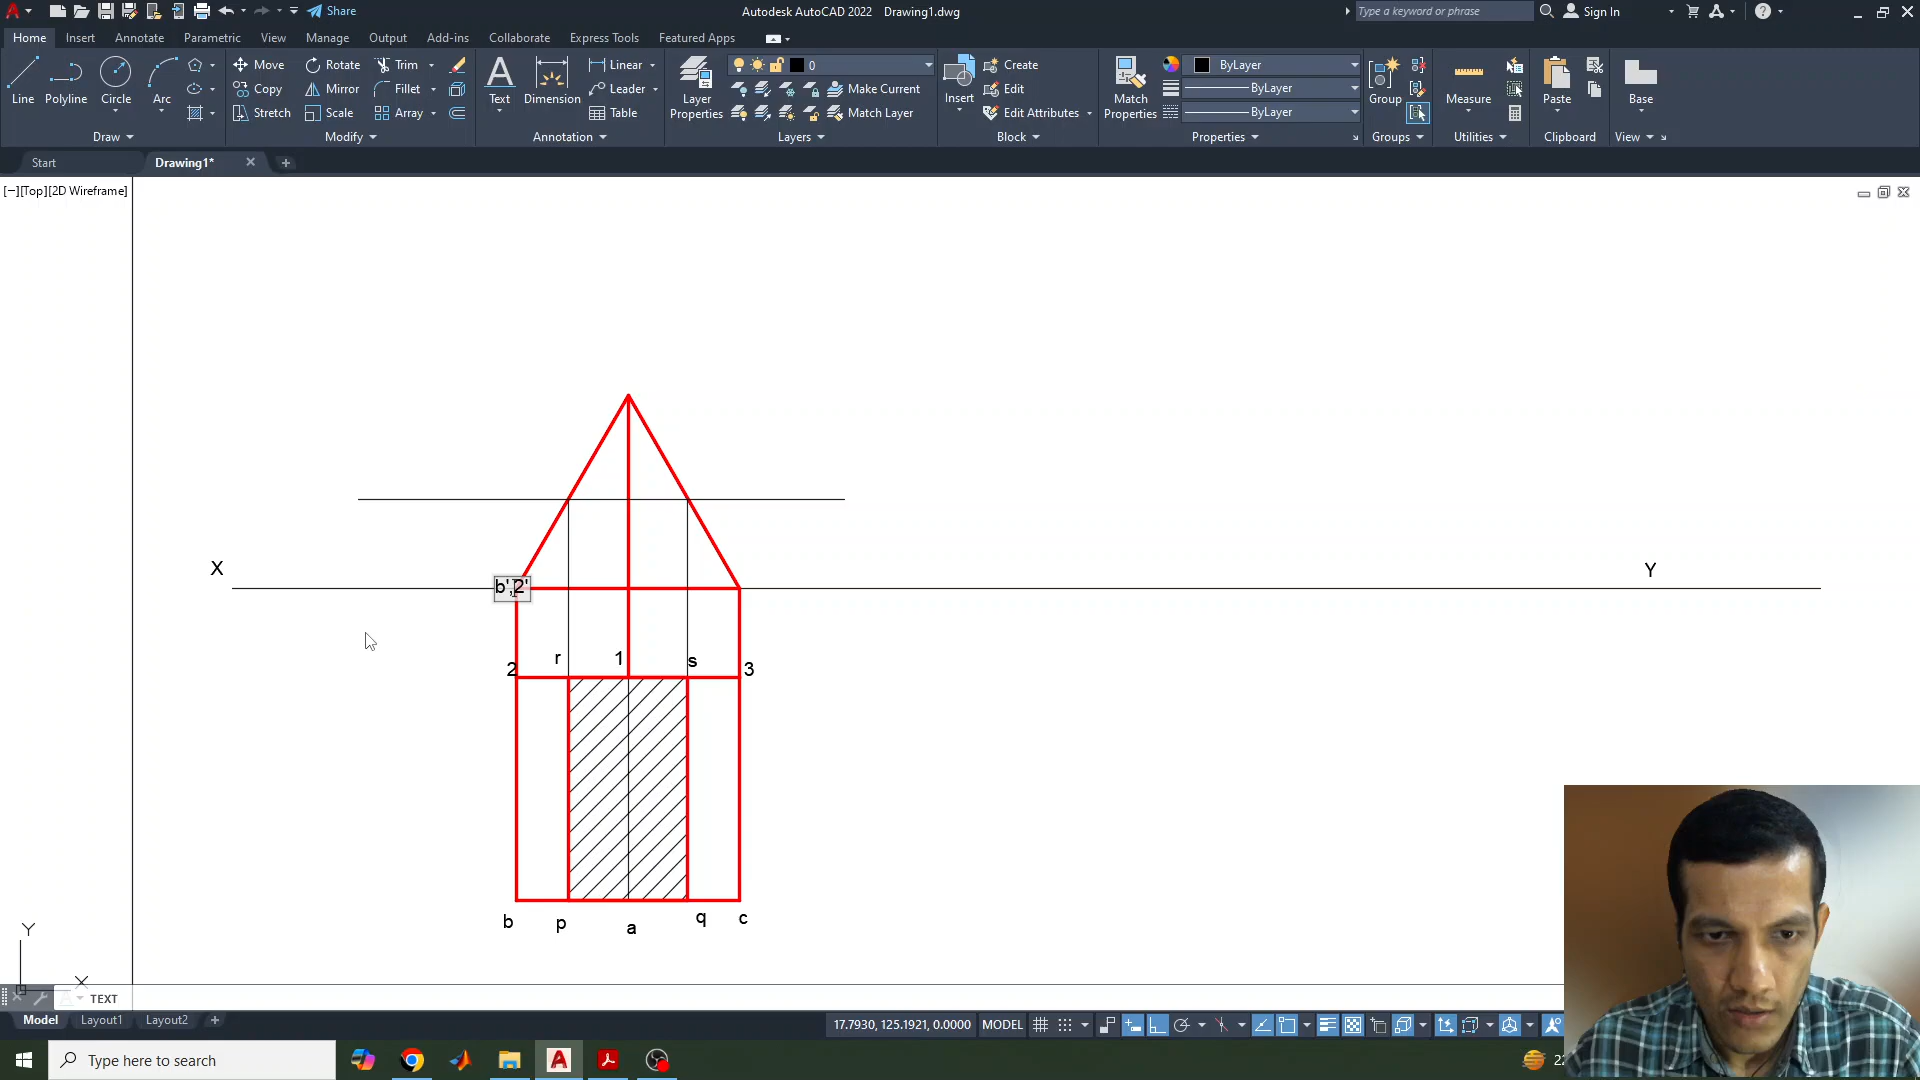 Share
Autodesk AutoCAD 2022 Drawing1.dwg
Type a keyword or phrase
Sign In
Home Insert Annotate Parametric View Manage Output Add-ins Collaborate Express Tools Featured Apps
Line Polyline Circle Arc
Draw
Move Rotate Trim
Copy Mirror Fillet
Stretch Scale Array
Modify
Text Dimension
Linear
Leader
Table
Annotation
Layer Properties
0
Make Current
Match Layer
Layers
Insert
Create
Edit
Edit Attributes
Block
Match Properties
ByLayer
ByLayer
ByLayer
Properties
Group
Groups
Measure
Utilities
Paste
Clipboard
Base
View
Start Drawing1*
[−][Top][2D Wireframe]
X
Y
b',2'
2 r 1 s 3
b p a q c
Y
X
TEXT
Model Layout1 Layout2
17.7930, 125.1921, 0.0000 MODEL
Type here to search